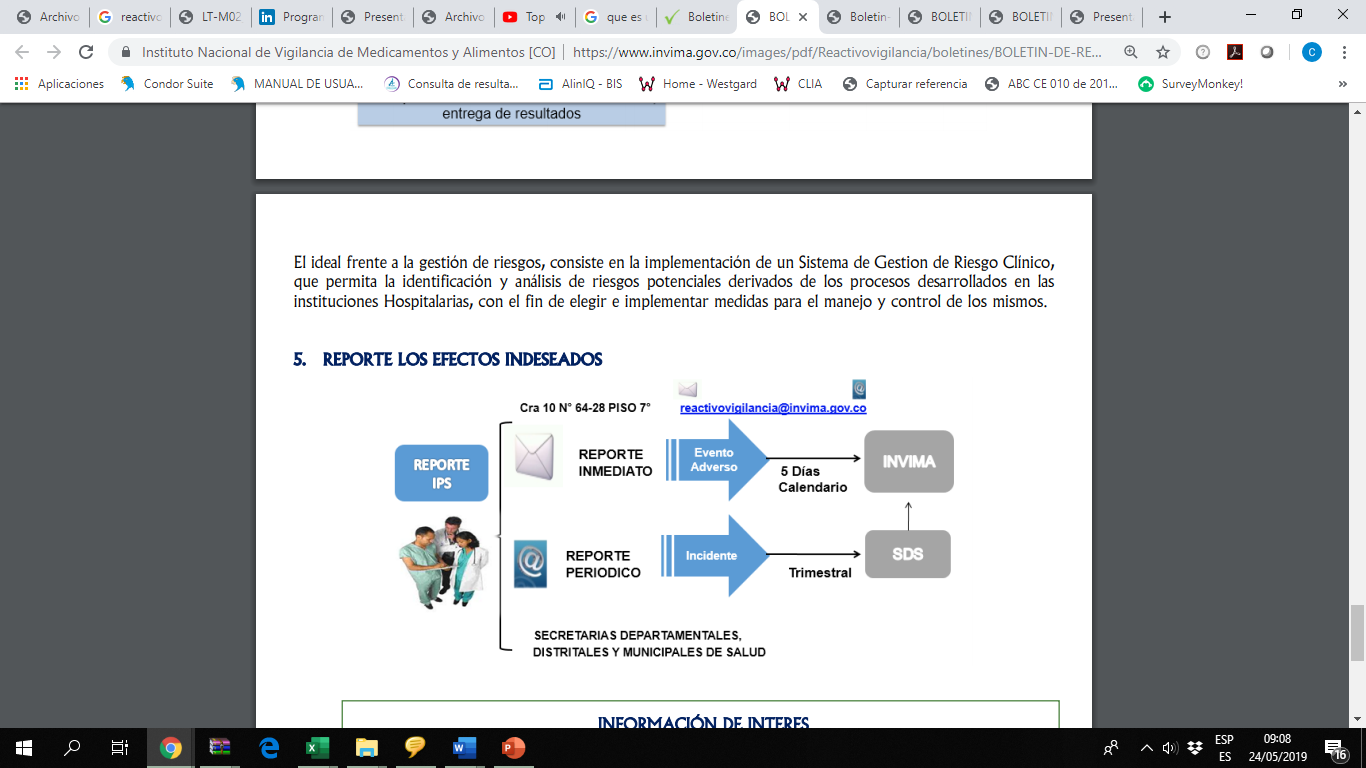 Archivo
reactivo
LT-M02
Program
Present
Archivo
Top
que es
Boletine
BOL
Boletin-
BOLETI
BOLETI
Present
Instituto Nacional de Vigilancia de Medicamentos y Alimentos [CO]
https://www.invima.gov.co/images/pdf/Reactivovigilancia/boletines/BOLETIN-DE-RE...
C
Aplicaciones
Condor Suite
MANUAL DE USUA...
Consulta de resulta...
AlinIQ - BIS
Home - Westgard
CLIA
Capturar referencia
ABC CE 010 de 201...
SurveyMonkey!
»
entrega de resultados
El ideal frente a la gestión de riesgos, consiste en la implementación de un Sistema de Gestion de Riesgo Clínico,
que permita la identificación y análisis de riesgos potenciales derivados de los procesos desarrollados en las
instituciones Hospitalarias, con el fin de elegir e implementar medidas para el manejo y control de los mismos.
5. REPORTE LOS EFECTOS INDESEADOS
Cra 10 N° 64-28 PISO 7°
reactivovigilancia@invima.gov.co
REPORTE
IPS
REPORTE
INMEDIATO
Evento
Adverso
5 Días
Calendario
INVIMA
@
REPORTE
PERIODICO
Incidente
Trimestral
SDS
SECRETARIAS DEPARTAMENTALES,
DISTRITALES Y MUNICIPALES DE SALUD
INFORMACIÓN DE INTERES
ESP
ES
09:08
24/05/2019
16